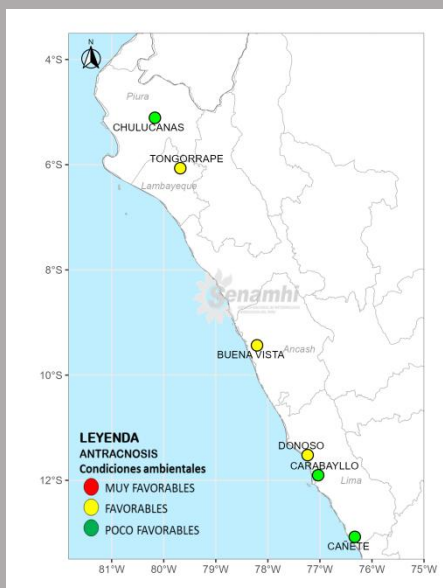 N
4°S
Piura
CHULUCANAS
TONGORRAPE
6°S
Lambayeque
8°S
Senamhi
Ancash
BUENA VISTA
10°S
DONOSO
CARABAYLLO
12°S
Lima
CAÑETE
LEYENDA
ANTRACNOSIS
Condiciones ambientales
MUY FAVORABLES
FAVORABLES
POCO FAVORABLES
81°W 80°W 79°W 78°W 77°W 76°W 75°W